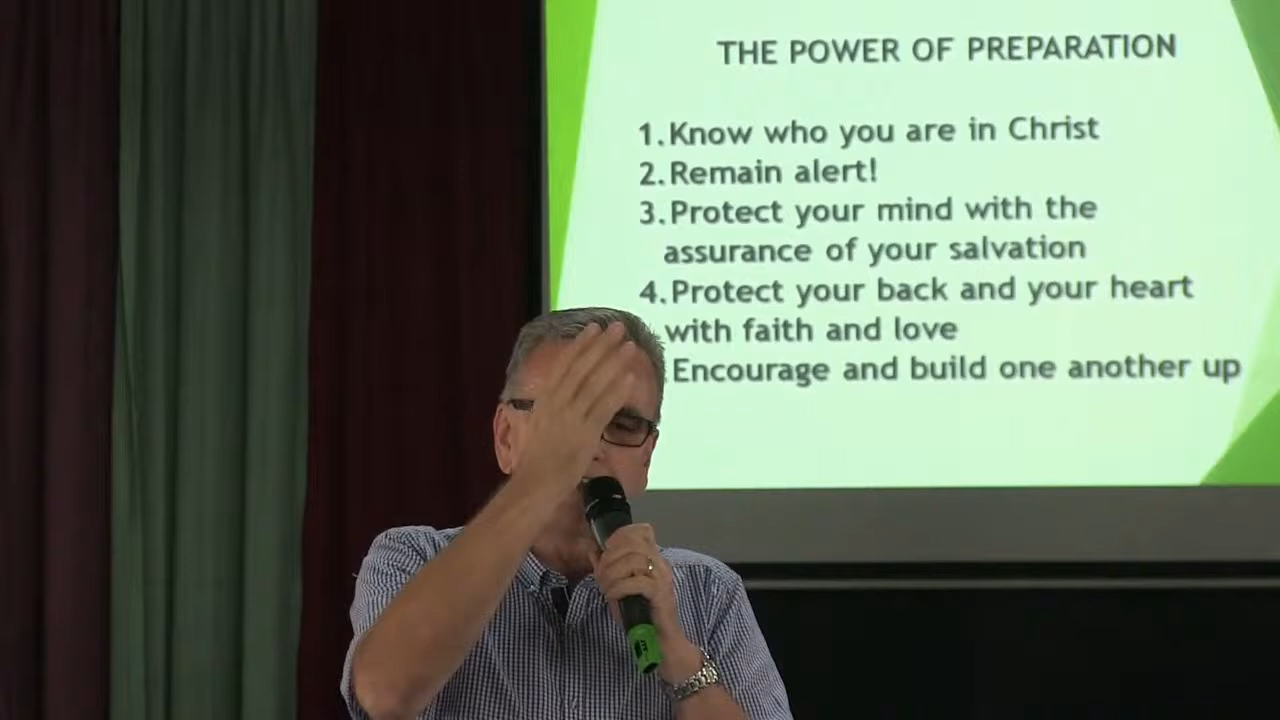 THE POWER OF PREPARATION
1. Know who you are in Christ
2. Remain alert!
3. Protect your mind with the
assurance of your salvation
4. Protect your back and your heart
with faith and love
Encourage and build one another up